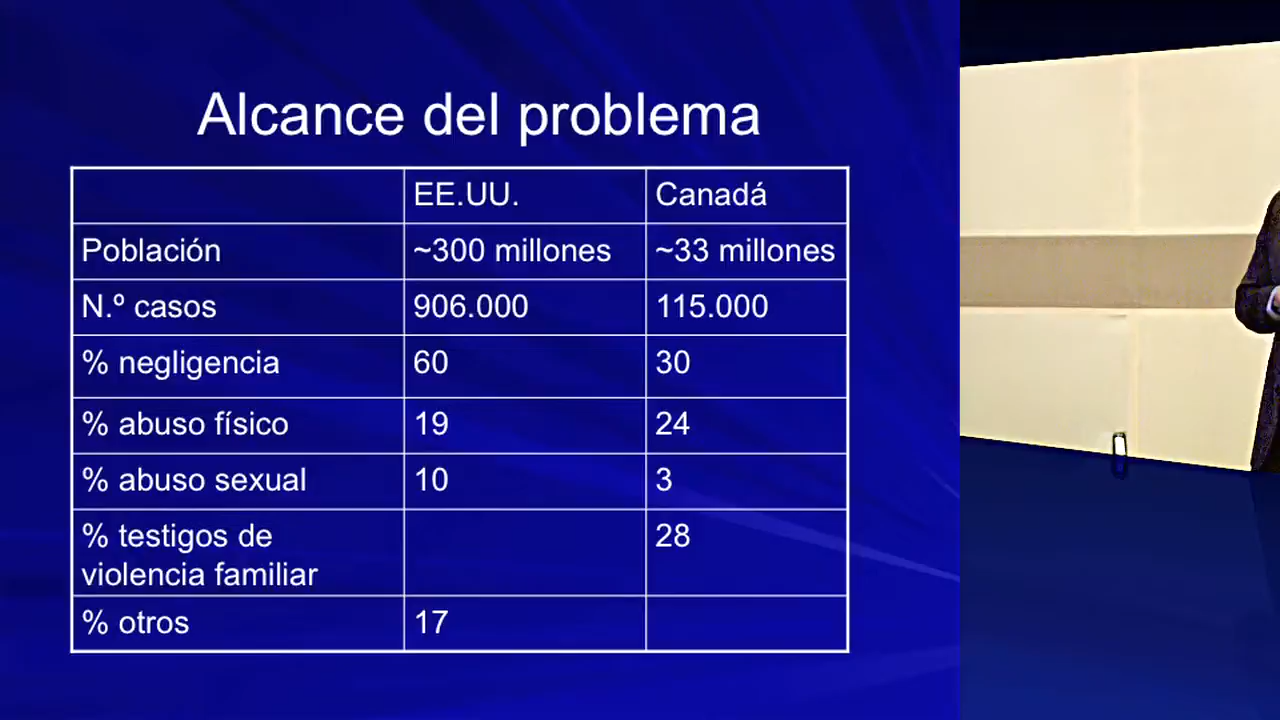 Alcance del problema
EE.UU. Canadá
Población ~300 millones ~33 millones
N.º casos 906.000 115.000
% negligencia 60 30
% abuso físico 19 24
% abuso sexual 10 3
% testigos de 28
violencia familiar
% otros 17